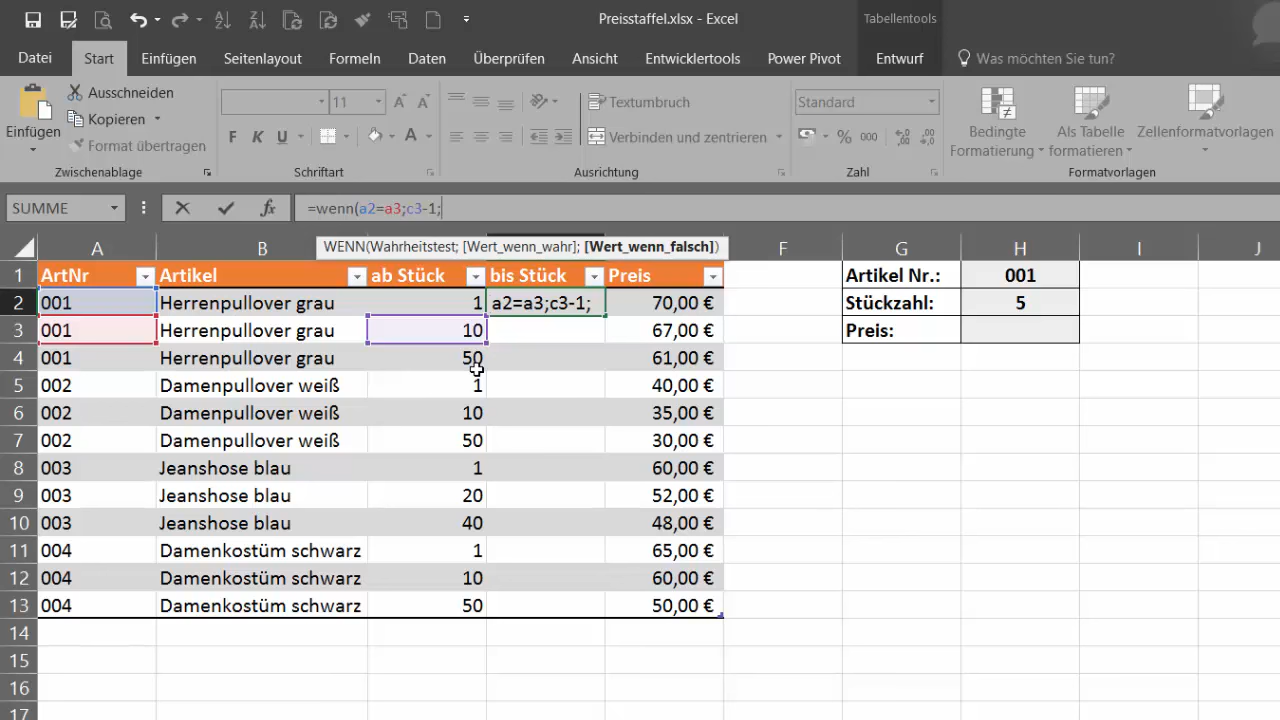 Preisstaffel.xlsx - Excel
Tabellentools
Datei Start Einfügen Seitenlayout Formeln Daten Überprüfen Ansicht Entwicklertools Power Pivot Entwurf Was möchten Sie tun?
Einfügen
Ausschneiden
Kopieren
Format übertragen
Zwischenablage
11
F K U
Schriftart
Textumbruch
Verbinden und zentrieren
Ausrichtung
Standard
% 000
Zahl
Bedingte Formatierung
Als Tabelle formatieren
Zellenformatvorlagen
Formatvorlagen
SUMME =wenn(a2=a3;c3-1;
WENN(Wahrheitstest; [Wert_wenn_wahr]; [Wert_wenn_falsch])
A B F G H I J
1 ArtNr Artikel ab Stück bis Stück Preis Artikel Nr.: 001
2 001 Herrenpullover grau 1 a2=a3;c3-1; 70,00 € Stückzahl: 5
3 001 Herrenpullover grau 10 67,00 € Preis:
4 001 Herrenpullover grau 50 61,00 €
5 002 Damenpullover weiß 1 40,00 €
6 002 Damenpullover weiß 10 35,00 €
7 002 Damenpullover weiß 50 30,00 €
8 003 Jeanshose blau 1 60,00 €
9 003 Jeanshose blau 20 52,00 €
10 003 Jeanshose blau 40 48,00 €
11 004 Damenkostüm schwarz 1 65,00 €
12 004 Damenkostüm schwarz 10 60,00 €
13 004 Damenkostüm schwarz 50 50,00 €
14
15
16
17